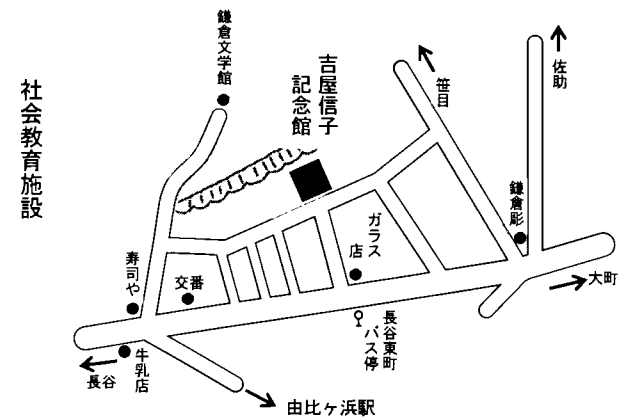 社会教育施設
鎌倉文学館
吉屋信子
記念館
笹目
佐助
鎌倉彫
ガラス
店
寿司や
交番
大町
長谷東町
バス停
牛乳店
長谷
由比ヶ浜駅